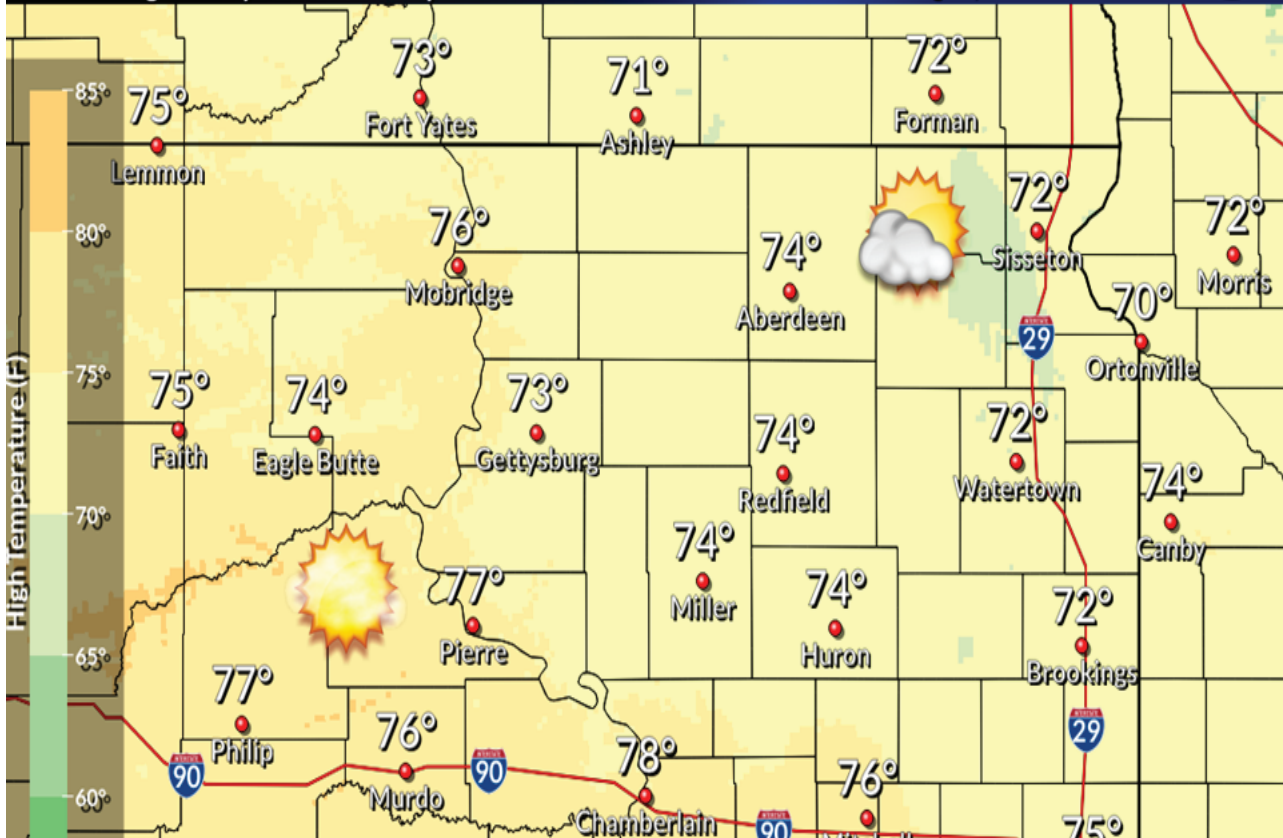 73°
Fort Yates
71°
Ashley
72°
Forman
85°
75°
Lemmon
80°
76°
Mobridge
74°
Aberdeen
72°
Sisseton
72°
Morris
29
70°
Ortonville
High Temperature (F)
75°
75°
Faith
74°
Eagle Butte
73°
Gettysburg
74°
Redfield
72°
Watertown
74°
Canby
70°
77°
Pierre
74°
Miller
74°
Huron
72°
Brookings
65°
77°
Philip
76°
Murdo
90
90
78°
Chamberlain
76°
29
60°
90
75°